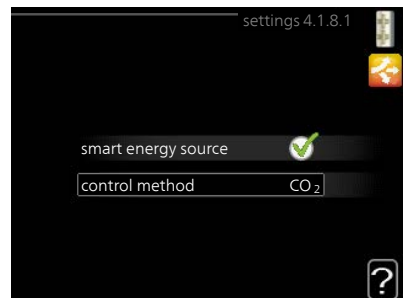 settings 4.1.8.1
smart energy source
control method CO₂
?